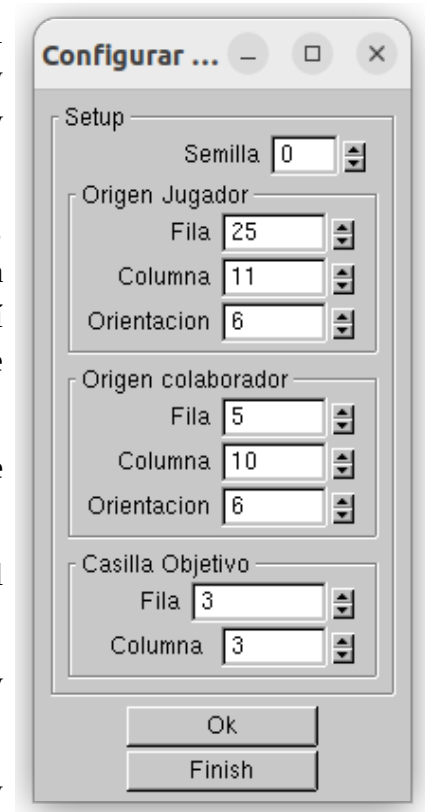 Configurar ...
Setup
Semilla 0
Origen Jugador
Fila 25
Columna 11
Orientacion 6
Origen colaborador
Fila 5
Columna 10
Orientacion 6
Casilla Objetivo
Fila 3
Columna 3
Ok
Finish